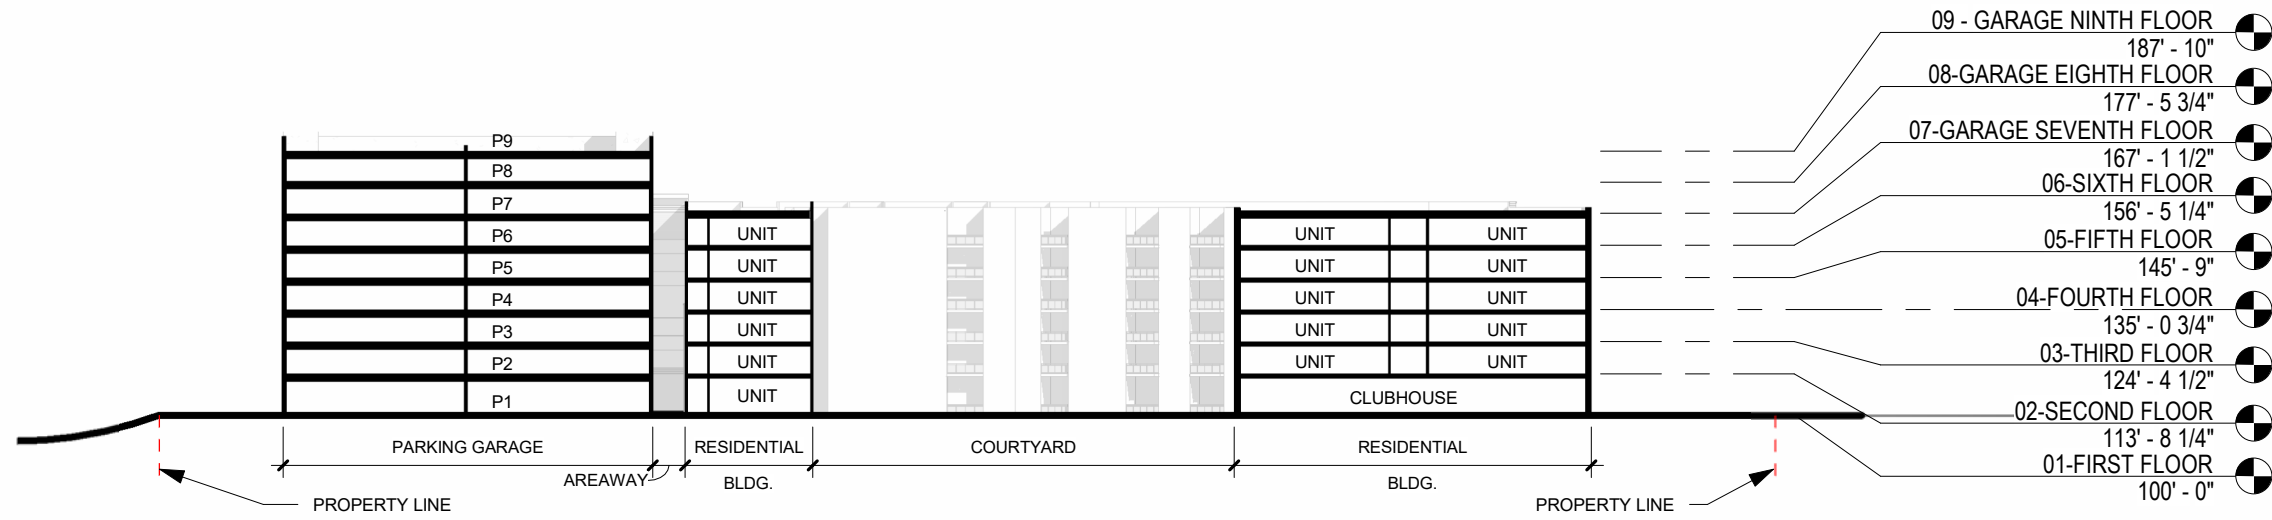 09 - GARAGE NINTH FLOOR
187' - 10"
08-GARAGE EIGHTH FLOOR
177' - 5 3/4"
07-GARAGE SEVENTH FLOOR
167' - 1 1/2"
06-SIXTH FLOOR
156' - 5 1/4"
05-FIFTH FLOOR
145' - 9"
04-FOURTH FLOOR
135' - 0 3/4"
03-THIRD FLOOR
124' - 4 1/2"
02-SECOND FLOOR
113' - 8 1/4"
01-FIRST FLOOR
100' - 0"
P9
P8
P7
P6
P5
P4
P3
P2
P1
UNIT
UNIT
UNIT
UNIT
UNIT
UNIT
UNIT UNIT
UNIT UNIT
UNIT UNIT
UNIT UNIT
UNIT UNIT
CLUBHOUSE
PARKING GARAGE
AREAWAY
RESIDENTIAL
BLDG.
COURTYARD
RESIDENTIAL
BLDG.
PROPERTY LINE
PROPERTY LINE